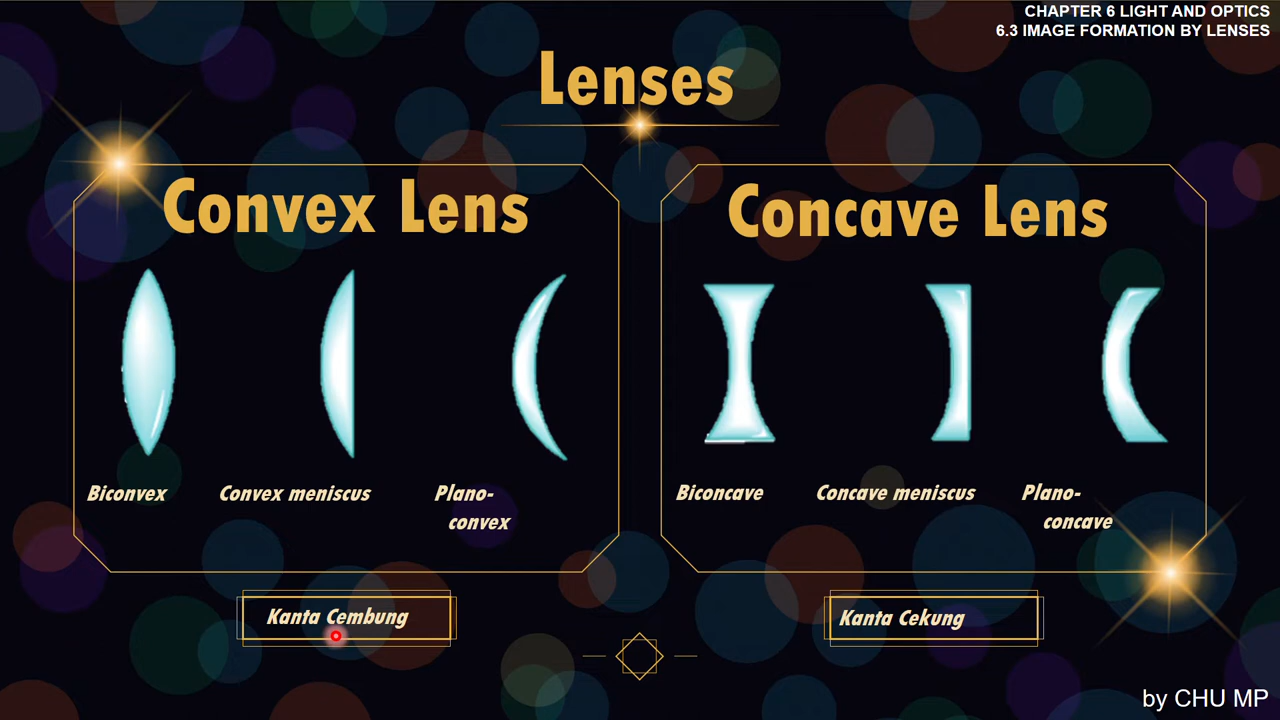 CHAPTER 6 LIGHT AND OPTICS
6.3 IMAGE FORMATION BY LENSES
Lenses
Convex Lens
Biconvex
Convex meniscus
Plano-
convex
Kanta Cembung
Concave Lens
Biconcave
Concave meniscus
Plano-
concave
Kanta Cekung
by CHU MP